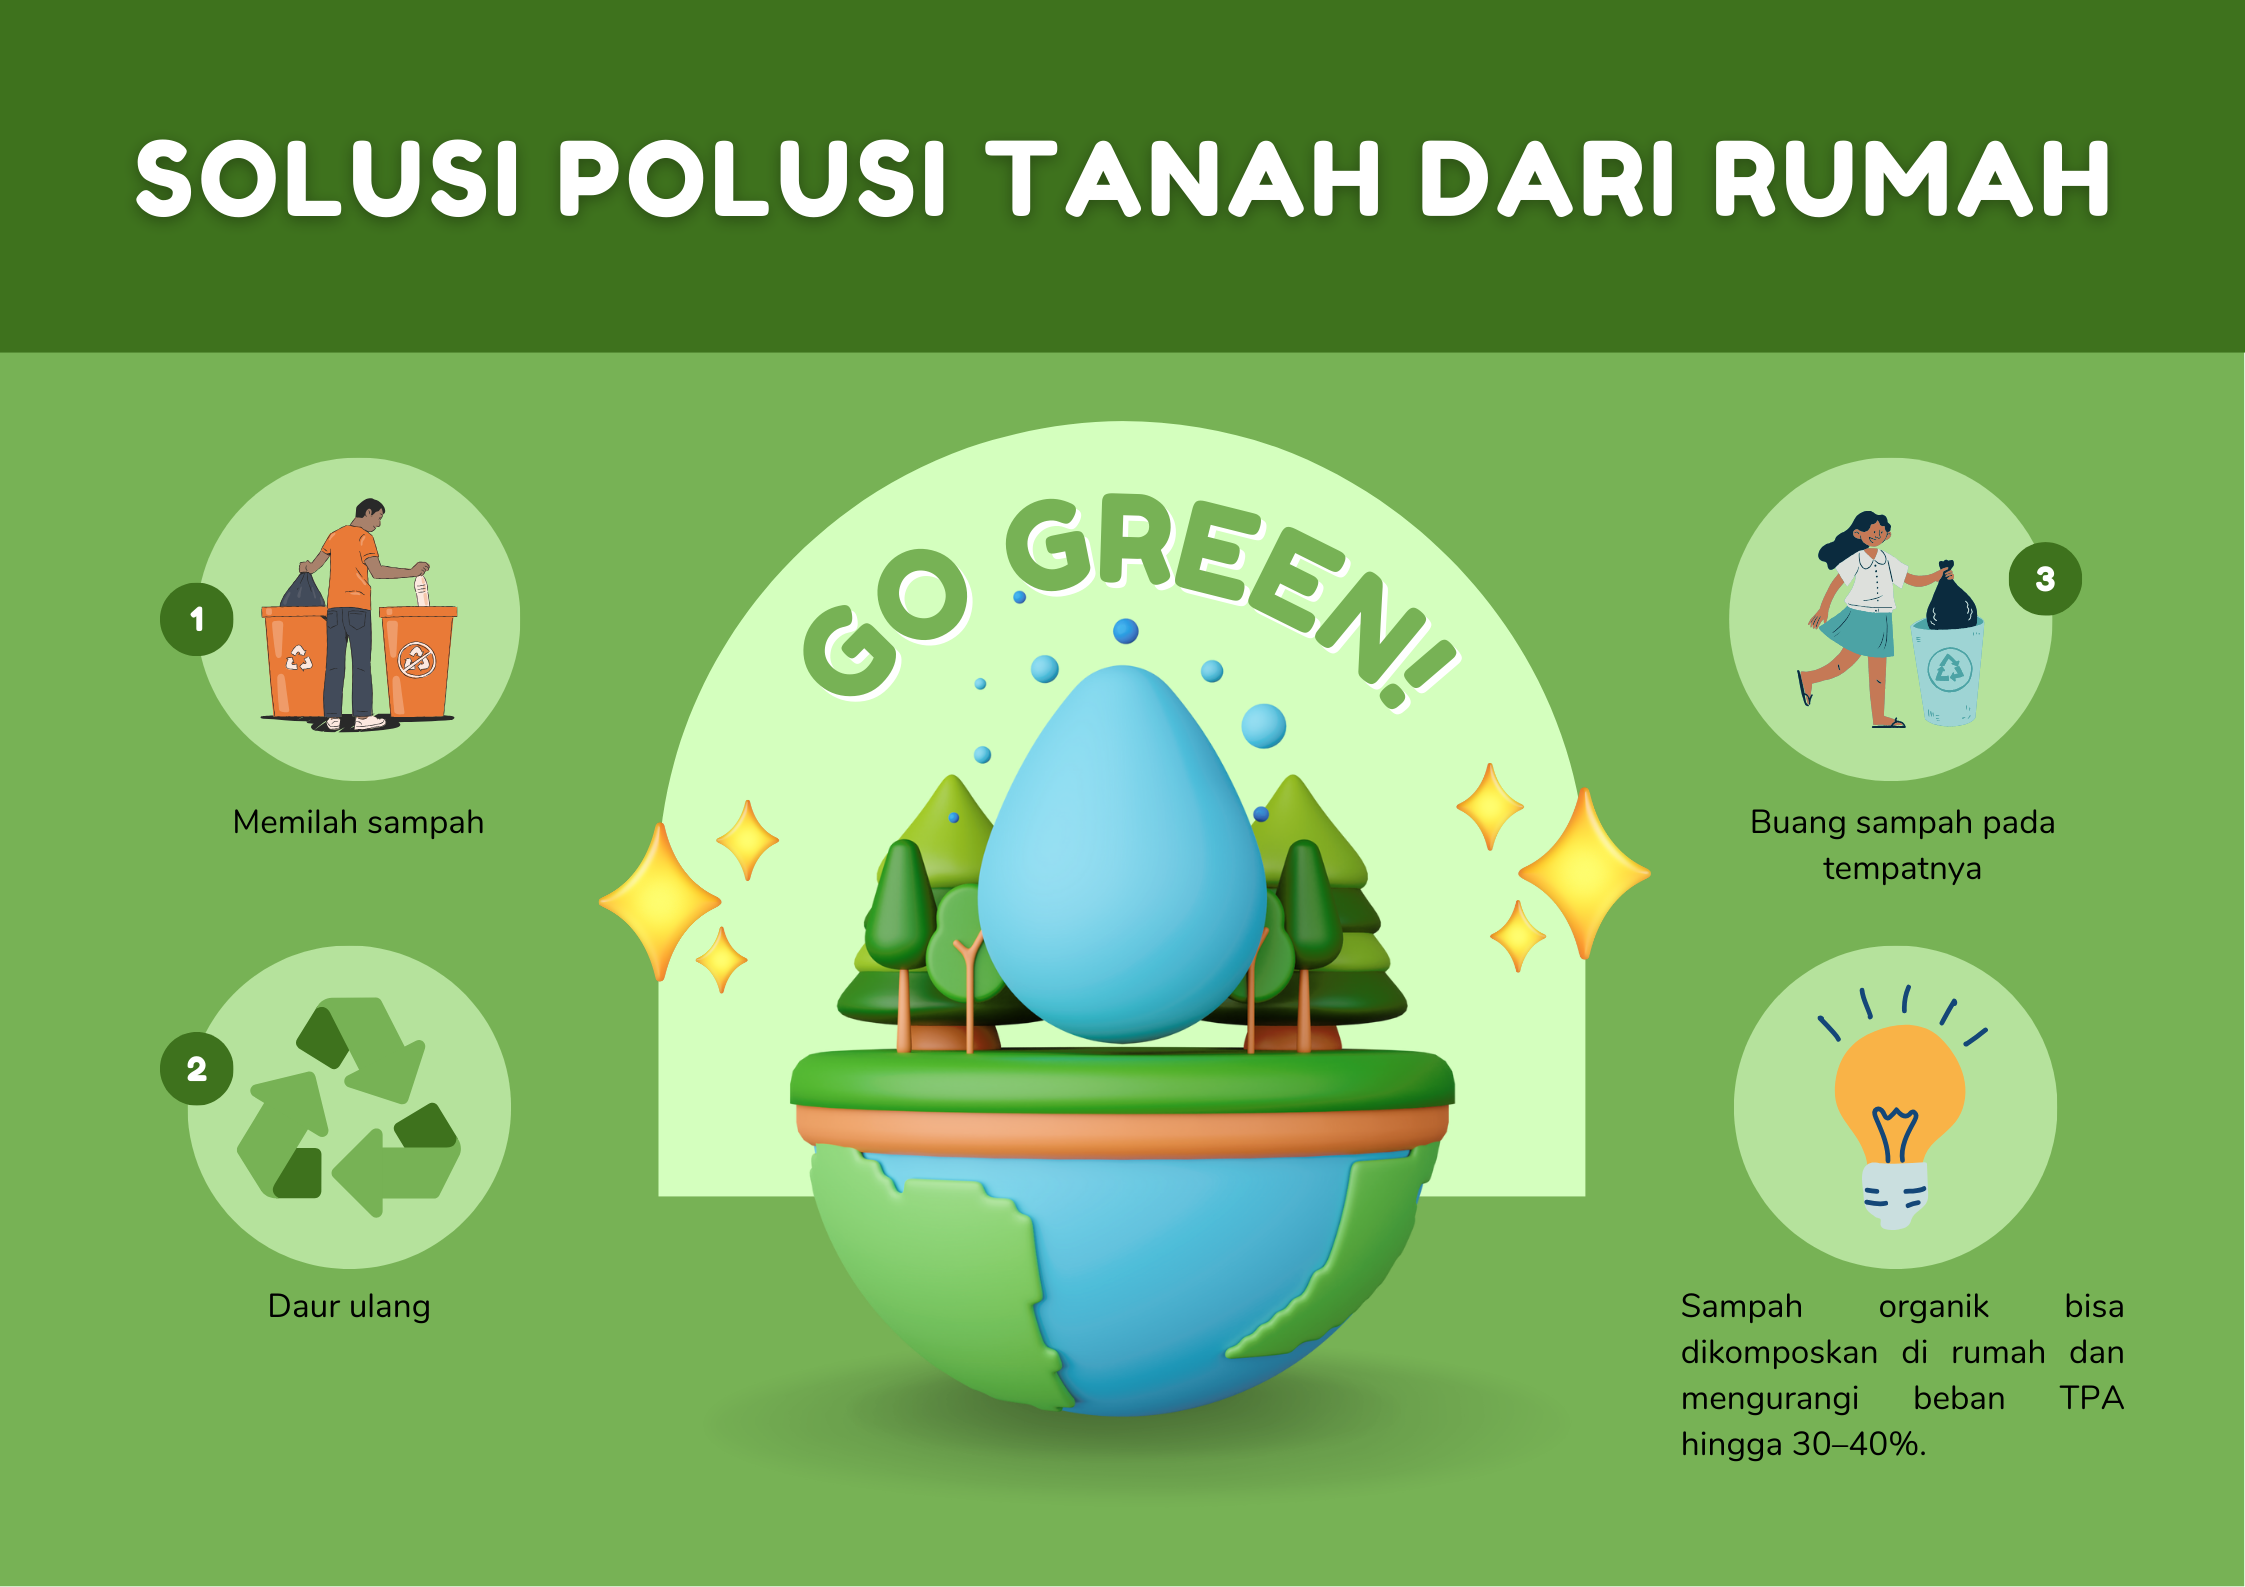 SOLUSI POLUSI TANAH DARI RUMAH
GO GREEN!
1
Memilah sampah
2
Daur ulang
3
Buang sampah pada
tempatnya
Sampah organik bisa
dikomposkan di rumah dan
mengurangi beban TPA
hingga 30–40%.